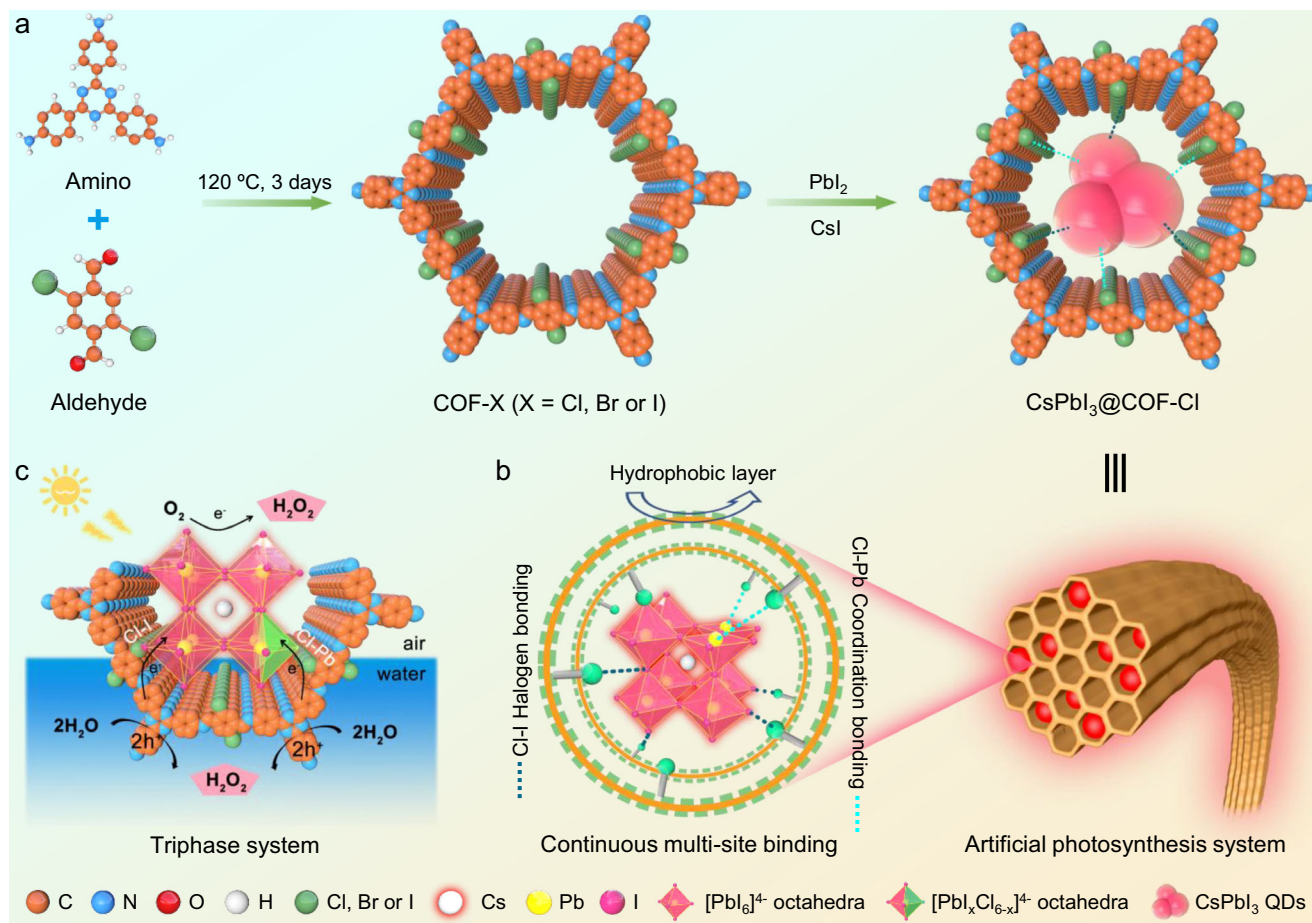 a
Amino
+
Aldehyde
120 ºC, 3 days
COF-X (X = Cl, Br or I)
PbI2
CsI
CsPbI3@COF-Cl
c
O2
e-
H2O2
Cl-I
Cl-Pb
e-
e-
air
water
2H2O
2h+
2h+
2H2O
H2O2
Triphase system
b
Hydrophobic layer
Cl-I Halogen bonding
Cl-Pb Coordination bonding
Continuous multi-site binding
Artificial photosynthesis system
C N O H Cl, Br or I Cs Pb I [PbI6]4- octahedra [PbIxCl6-x]4- octahedra CsPbI3 QDs